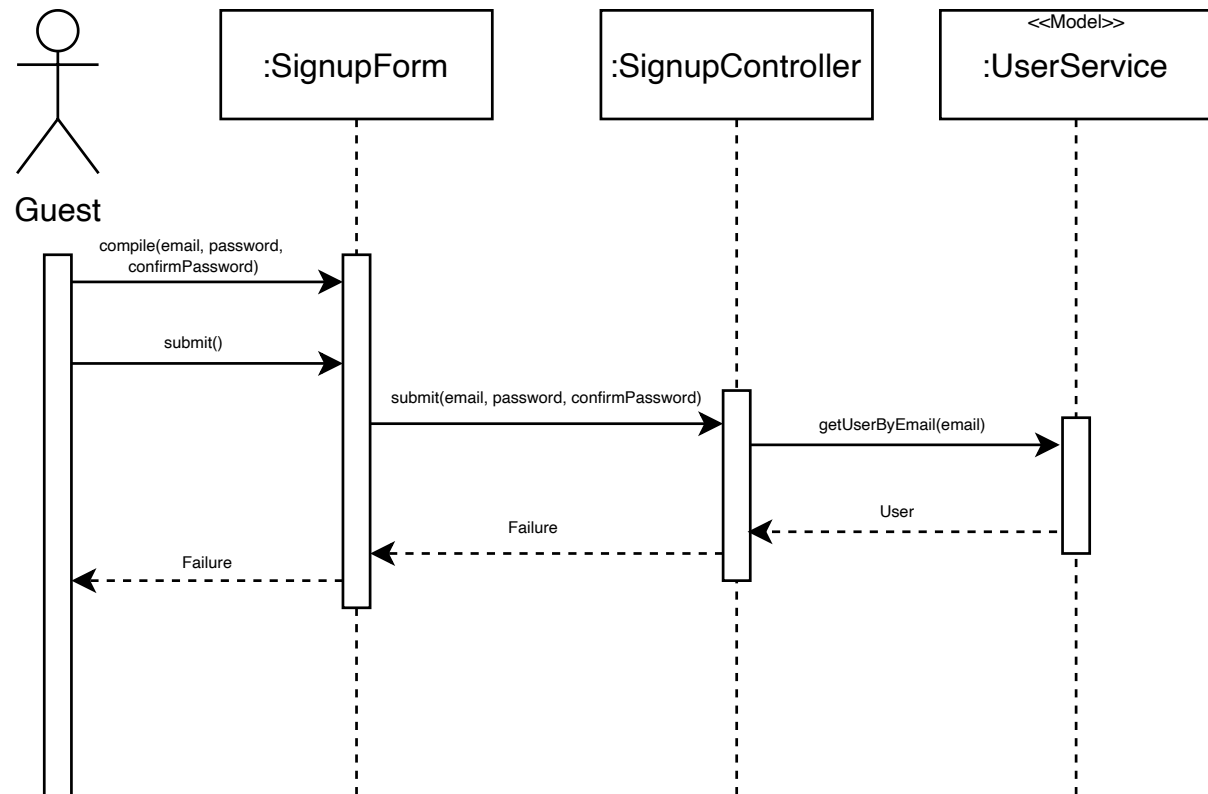 <<Model>>
:SignupForm
:SignupController
:UserService
Guest
compile(email, password,
confirmPassword)
submit()
submit(email, password, confirmPassword)
getUserByEmail(email)
User
Failure
Failure